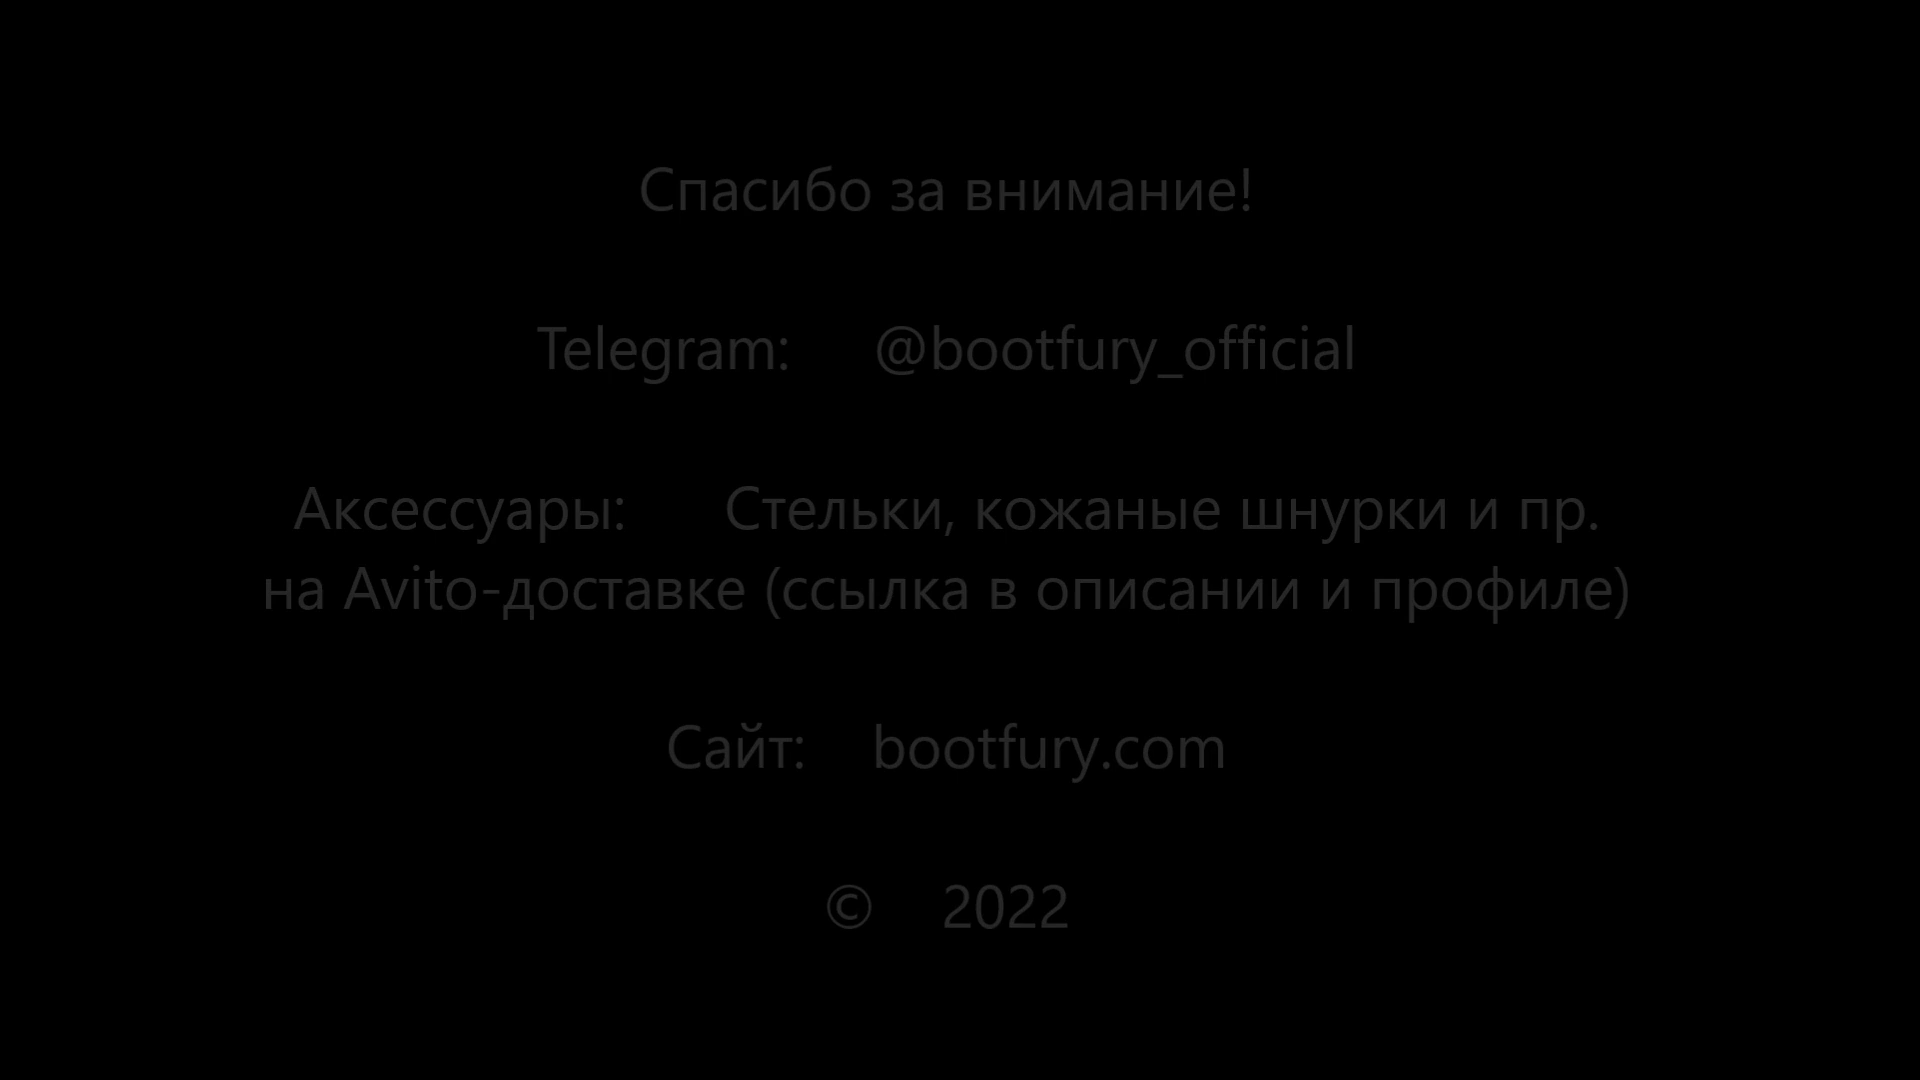 Спасибо за внимание!
Telegram: @bootfury_official
Аксессуары: Стельки, кожаные шнурки и пр.
на Avito-доставке (ссылка в описании и профиле)
Сайт: bootfury.com
© 2022